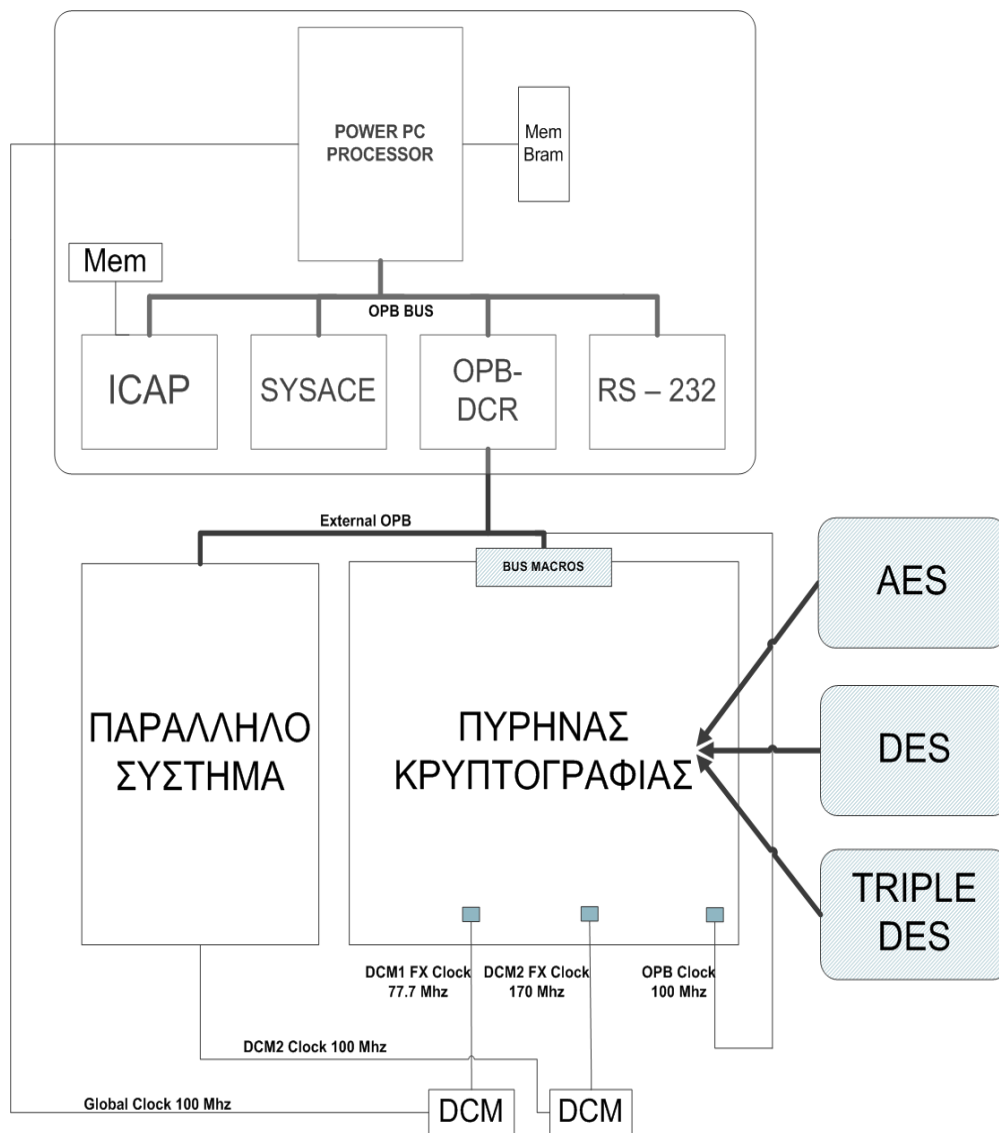 POWER PC
PROCESSOR
Mem
Bram
Mem
OPB BUS
ICAP
SYSACE
OPB-
DCR
RS – 232
External OPB
BUS MACROS
AES
ΠΑΡΑΛΛΗΛΟ
ΣΥΣΤΗΜΑ
ΠΥΡΗΝΑΣ
ΚΡΥΠΤΟΓΡΑΦΙΑΣ
DES
TRIPLE
DES
DCM1 FX Clock
77.7 Mhz
DCM2 FX Clock
170 Mhz
OPB Clock
100 Mhz
DCM2 Clock 100 Mhz
Global Clock 100 Mhz
DCM
DCM